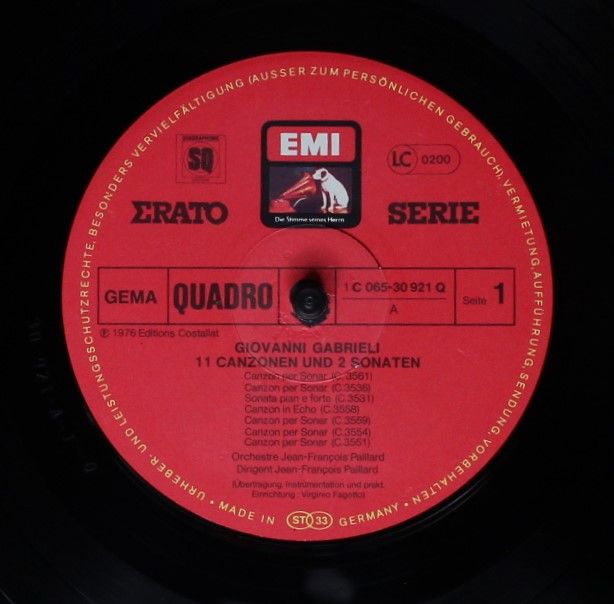 URHEBER- UND LEISTUNGSSCHUTZRECHTE, BESONDERS VERVIELFÄLTIGUNG (AUSSER ZUM PERSÖNLICHEN GEBRAUCH), VERMIETUNG, AUFFÜHRUNG, SENDUNG, VORBEHALTEN •
QUADRAPHONIC
SQ
EMI
Die Stimme seines Herrn
LC 0200
ERATO SERIE
GEMA QUADRO 1 C 065-30 921 Q
A
Seite 1
℗ 1976 Editions Costallat
GIOVANNI GABRIELI
11 CANZONEN UND 2 SONATEN
Canzon per Sonar (C.3561)
Canzon per Sonar (C.3536)
Sonata pian e forte (C.3531)
Canzon in Echo (C.3558)
Canzon per Sonar (C.3559)
Canzon per Sonar (C.3554)
Canzon per Sonar (C.3551)
Orchestre Jean-François Paillard
Dirigent Jean-François Paillard
(Übertragung, Instrumentation und prakt.
Einrichtung : Virgineo Fagotto)
• MADE IN STO 33 GERMANY •